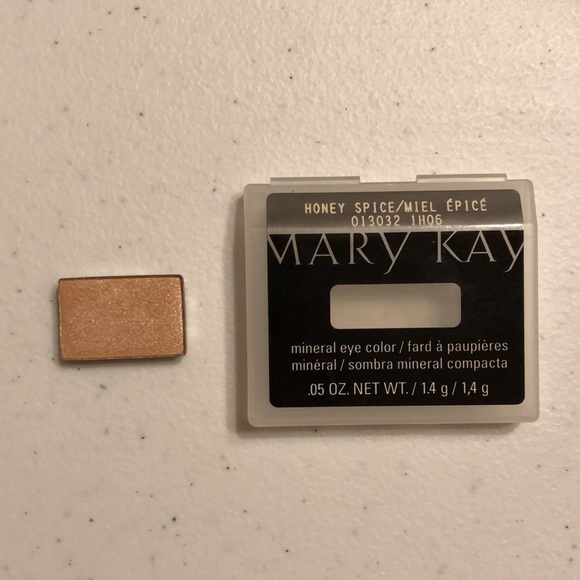 HONEY SPICE/MIEL ÉPICÉ
013032 1H06
MARY KAY
mineral eye color / fard à paupières
minéral / sombra mineral compacta
.05 OZ. NET WT. / 1.4 g / 1,4 g